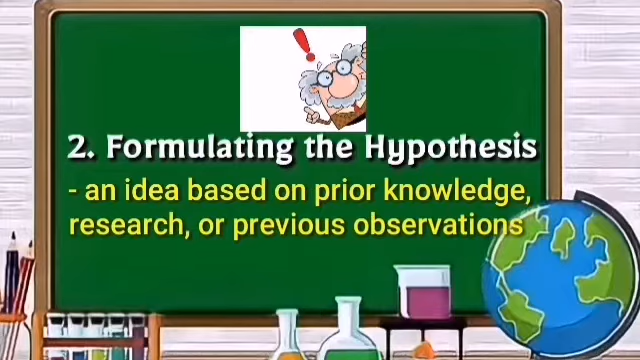 2. Formulating the Hypothesis
- an idea based on prior knowledge,
research, or previous observations